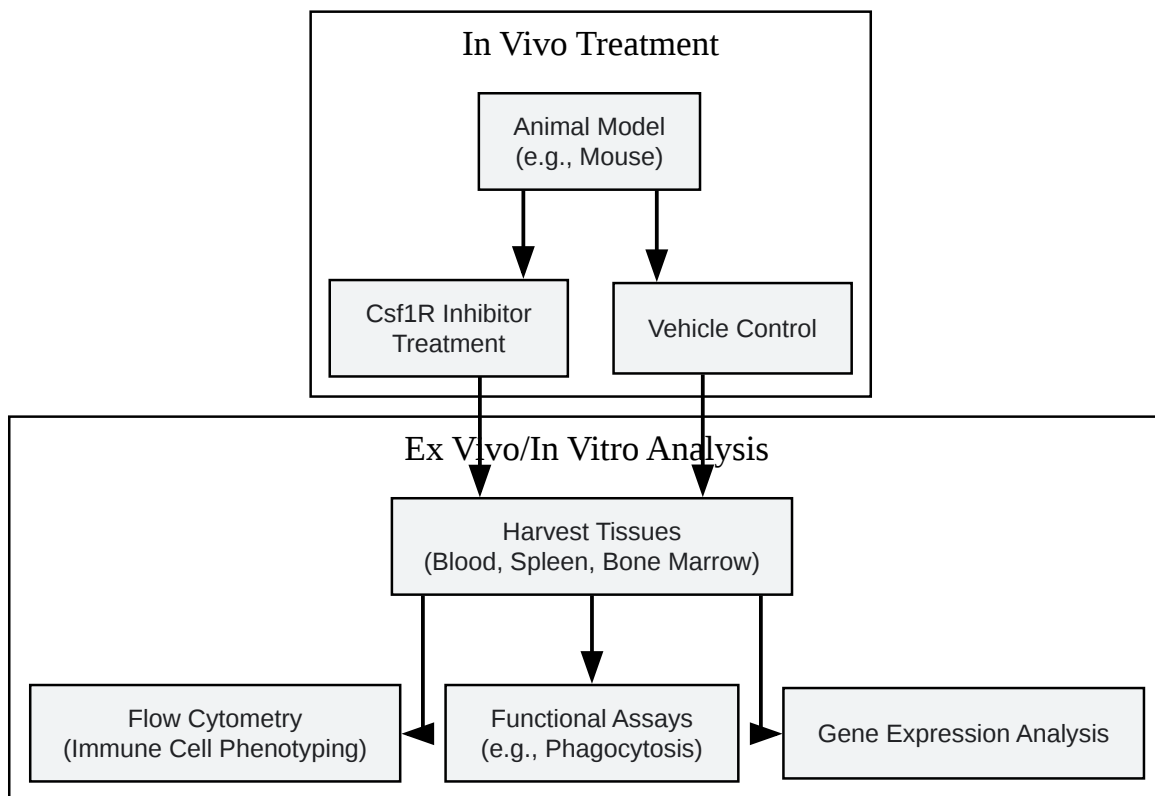 In Vivo Treatment
Animal Model
(e.g., Mouse)
Csf1R Inhibitor
Treatment
Vehicle Control
Ex Vivo/In Vitro Analysis
Harvest Tissues
(Blood, Spleen, Bone Marrow)
Flow Cytometry
(Immune Cell Phenotyping)
Functional Assays
(e.g., Phagocytosis)
Gene Expression Analysis